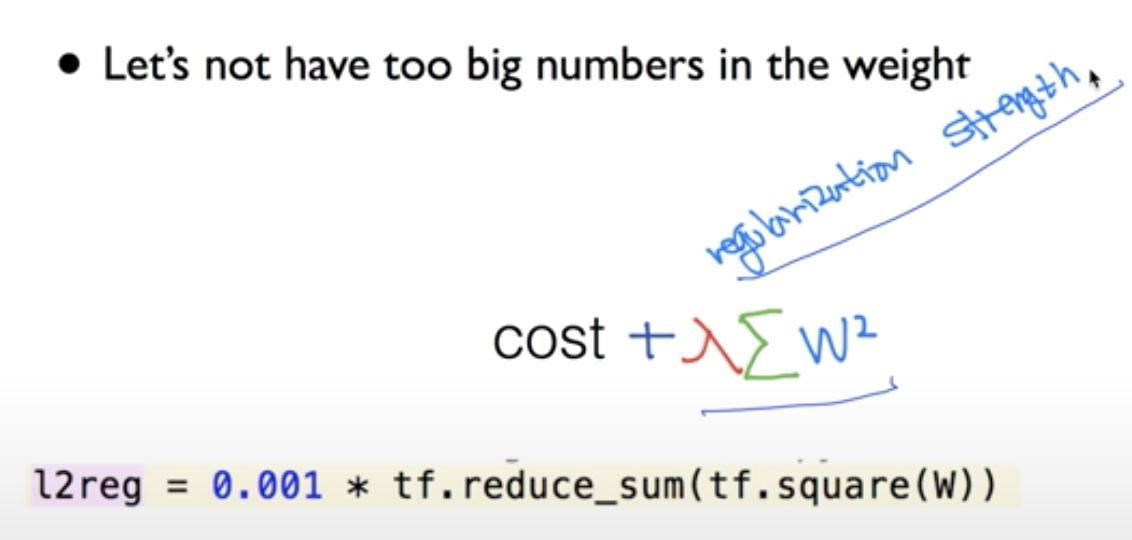 • Let's not have too big numbers in the weight
regularization strength
cost + λ∑ W²
l2reg = 0.001 * tf.reduce_sum(tf.square(W))